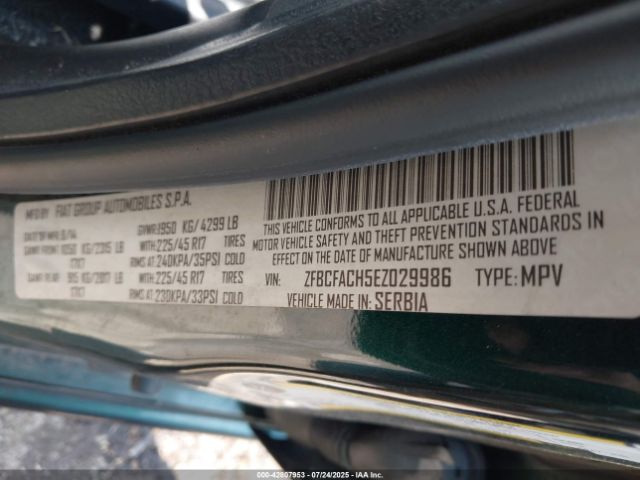 MFD BY: FIAT GROUP AUTOMOBILES S.P.A.
GVWR:1950 KG/ 4299 LB
WITH:225/45 R17 TIRES
RIMS AT:240KPA/35PSI COLD
WITH:225/45 R17 TIRES
RIMS AT:230KPA/33PSI COLD
THIS VEHICLE CONFORMS TO ALL APPLICABLE U.S.A. FEDERAL
MOTOR VEHICLE SAFETY BUMPER AND THEFT PREVENTION STANDARDS IN
EFFECT ON THE DATE OF MANUFACTURE SHOWN ABOVE.
VIN: ZFBCFACH5EZ029986 TYPE: MPV
VEHICLE MADE IN: SERBIA
000-42807953 | 07/24/2025 | IAA Inc.